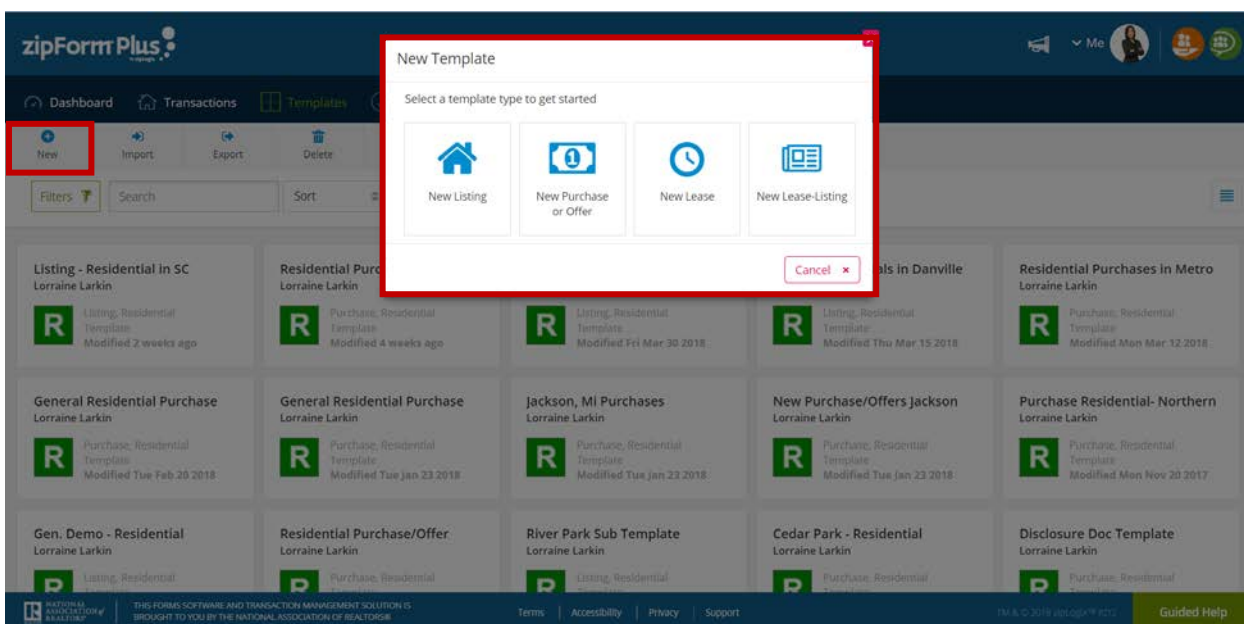 zipForm Plus
by zipLogix
Me
New Template
Select a template type to get started
New Listing
New Purchase
or Offer
New Lease
New Lease-Listing
Cancel ×
Dashboard
Transactions
Templates
New
Import
Export
Delete
Filters
Search
Sort
Listing - Residential in SC
Lorraine Larkin
Listing, Residential
Template
Modified 2 weeks ago
Residential Purc
Lorraine Larkin
Purchase, Residential
Template
Modified 4 weeks ago
Listing, Residential
Template
Modified Fri Mar 30 2018
ls in Danville
Listing, Residential
Template
Modified Thu Mar 15 2018
Residential Purchases in Metro
Lorraine Larkin
Purchase, Residential
Template
Modified Mon Mar 12 2018
General Residential Purchase
Lorraine Larkin
Purchase, Residential
Template
Modified Tue Feb 20 2018
General Residential Purchase
Lorraine Larkin
Purchase, Residential
Template
Modified Tue Jan 23 2018
Jackson, Mi Purchases
Lorraine Larkin
Purchase, Residential
Template
Modified Tue Jan 23 2018
New Purchase/Offers Jackson
Lorraine Larkin
Purchase, Residential
Template
Modified Tue Jan 23 2018
Purchase Residential- Northern
Lorraine Larkin
Purchase, Residential
Template
Modified Mon Nov 20 2017
Gen. Demo - Residential
Lorraine Larkin
Listing, Residential
Residential Purchase/Offer
Lorraine Larkin
Purchase, Residential
River Park Sub Template
Lorraine Larkin
Listing, Residential
Cedar Park - Residential
Lorraine Larkin
Purchase, Residential
Disclosure Doc Template
Lorraine Larkin
Purchase, Residential
NATIONAL
ASSOCIATION of
REALTORS®
THIS FORMS SOFTWARE AND TRANSACTION MANAGEMENT SOLUTION IS
BROUGHT TO YOU BY THE NATIONAL ASSOCIATION OF REALTORS®
Terms | Accessibility | Privacy | Support
TM & © 2018 zipLogix™
Guided Help